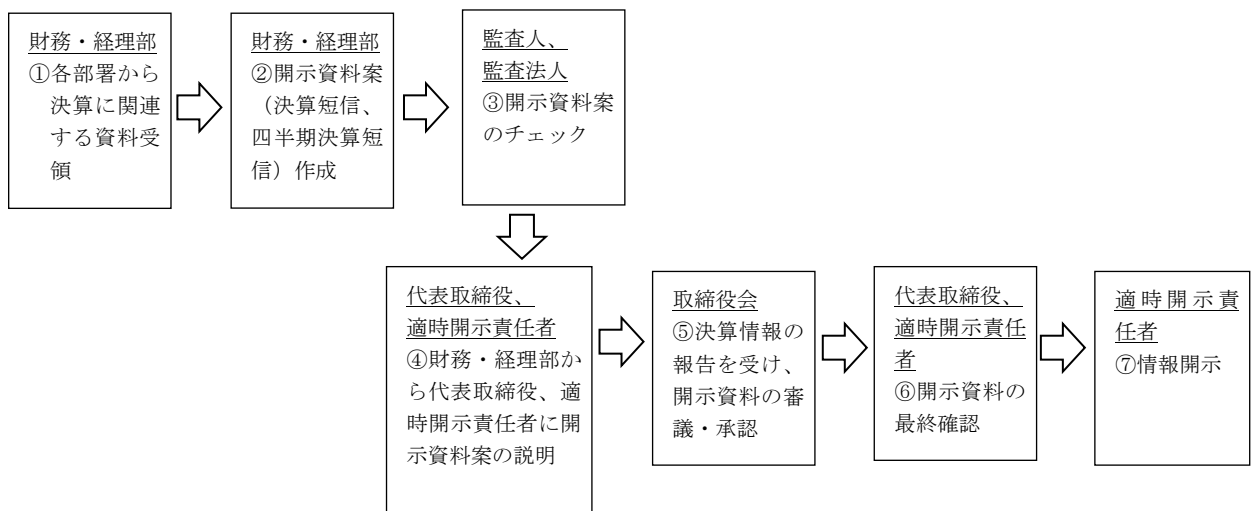 財務・経理部
①各部署から
決算に関連
する資料受
領
財務・経理部
②開示資料案
（決算短信、
四半期決算短
信）作成
監査人、
監査法人
③開示資料案
のチェック
代表取締役、
適時開示責任者
④財務・経理部か
ら代表取締役、適
時開示責任者に開
示資料案の説明
取締役会
⑤決算情報の
報告を受け、
開示資料の審
議・承認
代表取締役、
適時開示責任
者
⑥開示資料の
最終確認
適時開示責
任者
⑦情報開示